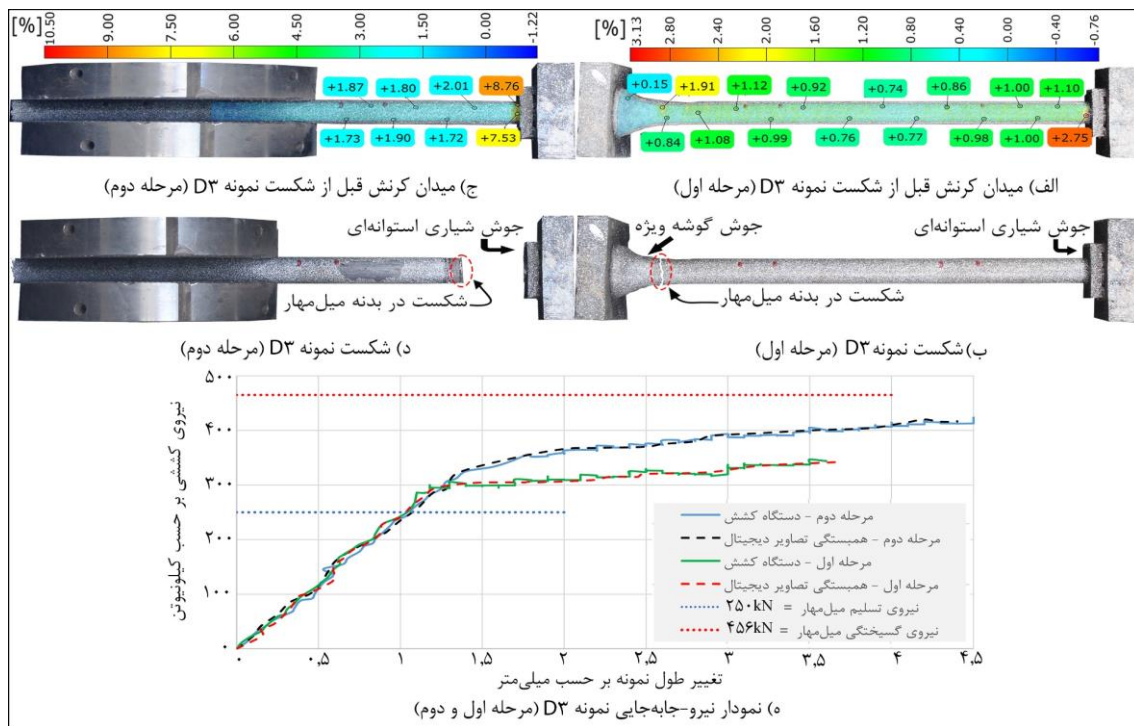 [%] 3.13 2.80 2.40 2.00 1.60 1.20 0.80 0.40 0.00 -0.40 -0.76
+0.15 +1.91 +1.12 +0.92 +0.74 +0.86 +1.00 +1.10
+0.84 +1.08 +0.99 +0.76 +0.77 +0.98 +1.00 +2.75
الف) میدان کرنش قبل از شکست نمونه D۳ (مرحله اول)
[%] 10.50 9.00 7.50 6.00 4.50 3.00 1.50 0.00 -1.22
+1.87 +1.80 +2.01 +8.76
+1.73 +1.90 +1.72 +7.53
ج) میدان کرنش قبل از شکست نمونه D۳ (مرحله دوم)
جوش شیاری استوانه‌ای
جوش گوشه ویژه
شکست در بدنه میل‌مهار
ب) شکست نمونه D۳ (مرحله اول)
جوش شیاری استوانه‌ای
شکست در بدنه میل‌مهار
د) شکست نمونه D۳ (مرحله دوم)
نیروی کششی بر حسب کیلونیوتن
۵۰۰
۴۰۰
۳۰۰
۲۰۰
۱۰۰
۰
مرحله دوم - دستگاه کشش
مرحله دوم - همبستگی تصاویر دیجیتال
مرحله اول - دستگاه کشش
مرحله اول - همبستگی تصاویر دیجیتال
نیروی تسلیم میل‌مهار = ۲۵۰kN
نیروی گسیختگی میل‌مهار = ۴۵۶kN
۰ ۰,۵ ۱ ۱,۵ ۲ ۲,۵ ۳ ۳,۵ ۴ ۴,۵
تغییر طول نمونه بر حسب میلی‌متر
ه) نمودار نیرو-جابه‌جایی نمونه D۳ (مرحله اول و دوم)